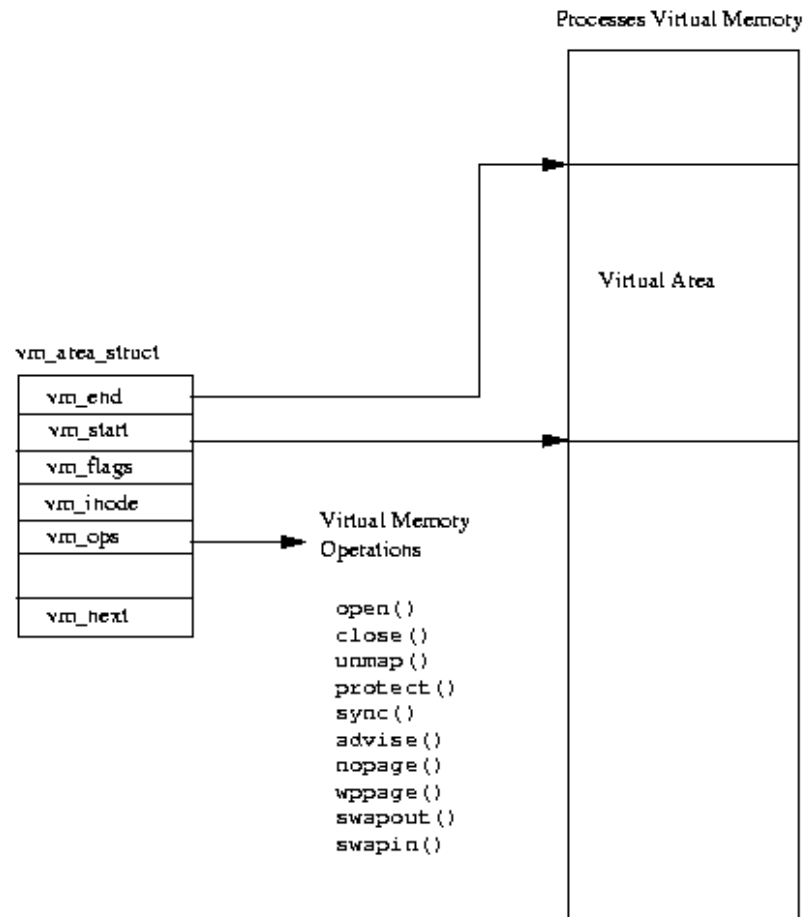 Processes Virtual Memory
Virtual Area
vm_area_struct
vm_end
vm_start
vm_flags
vm_inode
vm_ops
vm_next
Virtual Memory
Operations
open()
close()
unmap()
protect()
sync()
advise()
nopage()
wppage()
swapout()
swapin()